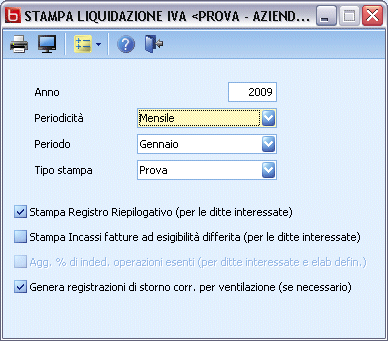 STAMPA LIQUIDAZIONE IVA <PROVA - AZIEND...
Anno 2009
Periodicità Mensile
Periodo Gennaio
Tipo stampa Prova
Stampa Registro Riepilogativo (per le ditte interessate)
Stampa Incassi fatture ad esigibilità differita (per le ditte interessate)
Agg. % di inded. operazioni esenti (per ditte interessate e elab defin.)
Genera registrazioni di storno corr. per ventilazione (se necessario)